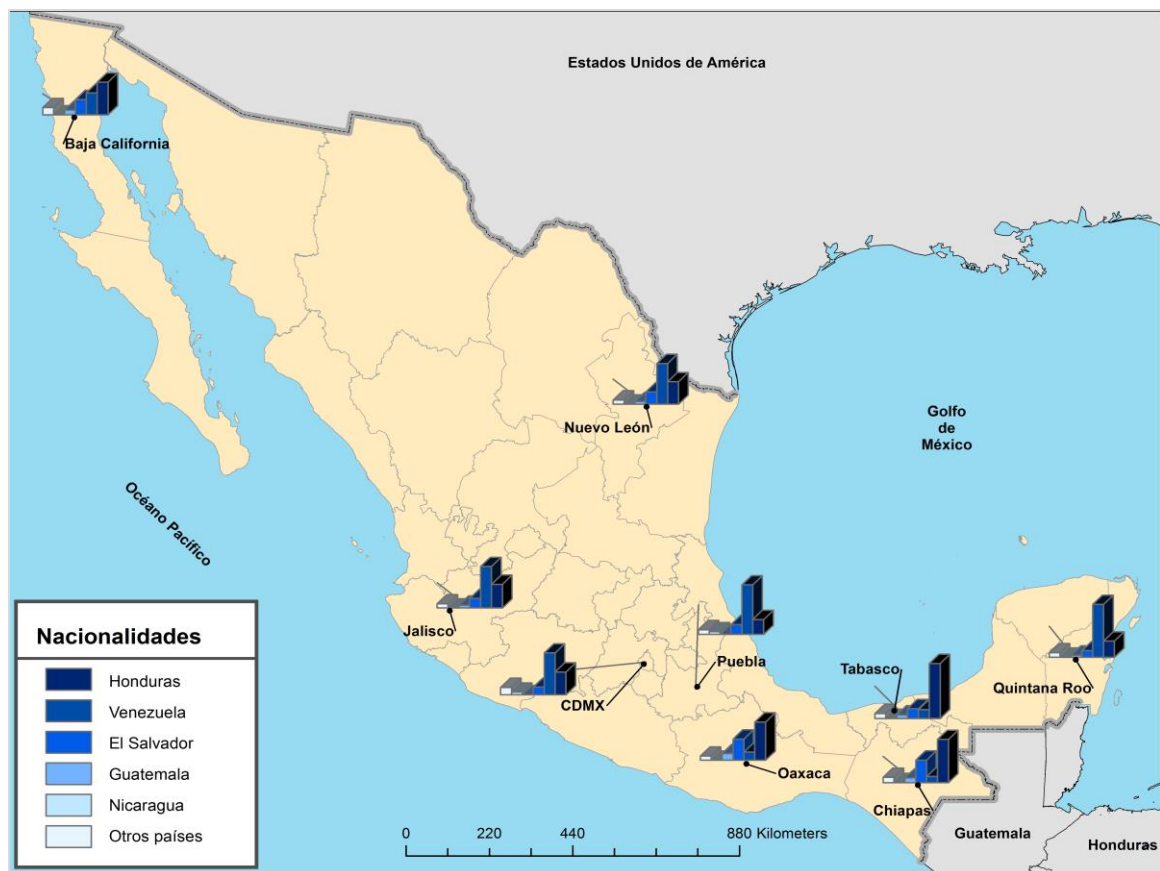 Estados Unidos de América
Baja California
Golfo
de
México
Nuevo León
Océano Pacífico
Jalisco
Puebla
CDMX
Tabasco
Quintana Roo
Oaxaca
Chiapas
Guatemala
Honduras
Nacionalidades
Honduras
Venezuela
El Salvador
Guatemala
Nicaragua
Otros países
0 220 440 880 Kilometers